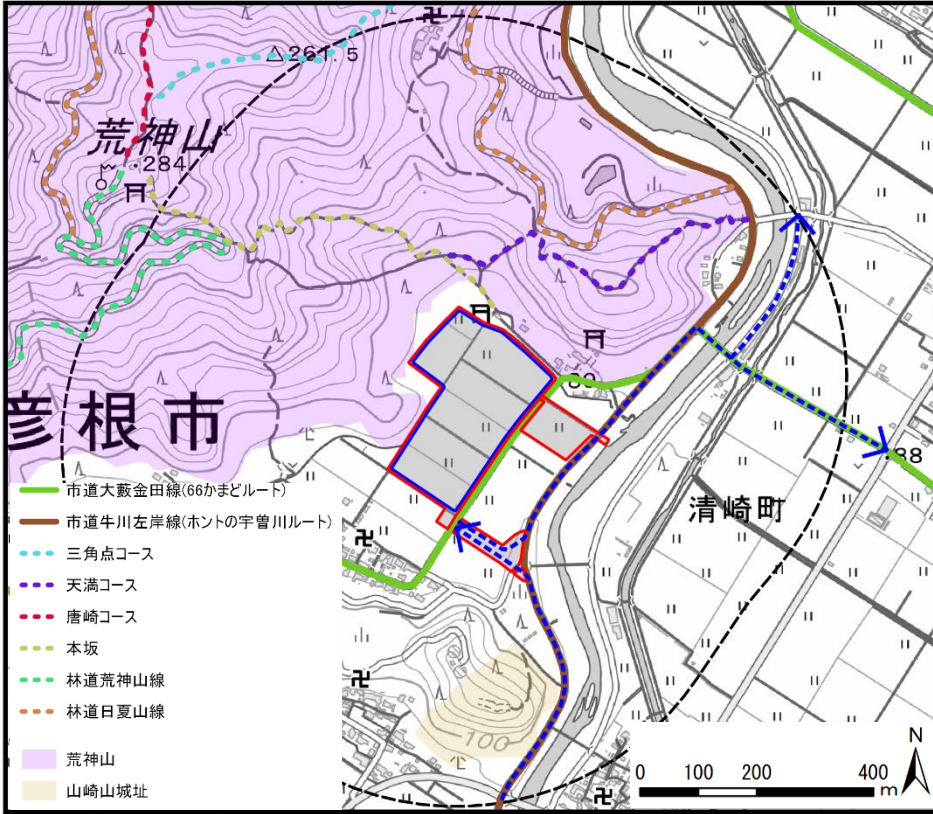 △261.5
荒神山
・284
彦根市
88
清崎町
100
市道大藪金田線(66かまどルート)
市道牛川左岸線(ホントの宇曽川ルート)
三角点コース
天満コース
唐崎コース
本坂
林道荒神山線
林道日夏山線
荒神山
山崎山城址
N
0 100 200 400
m